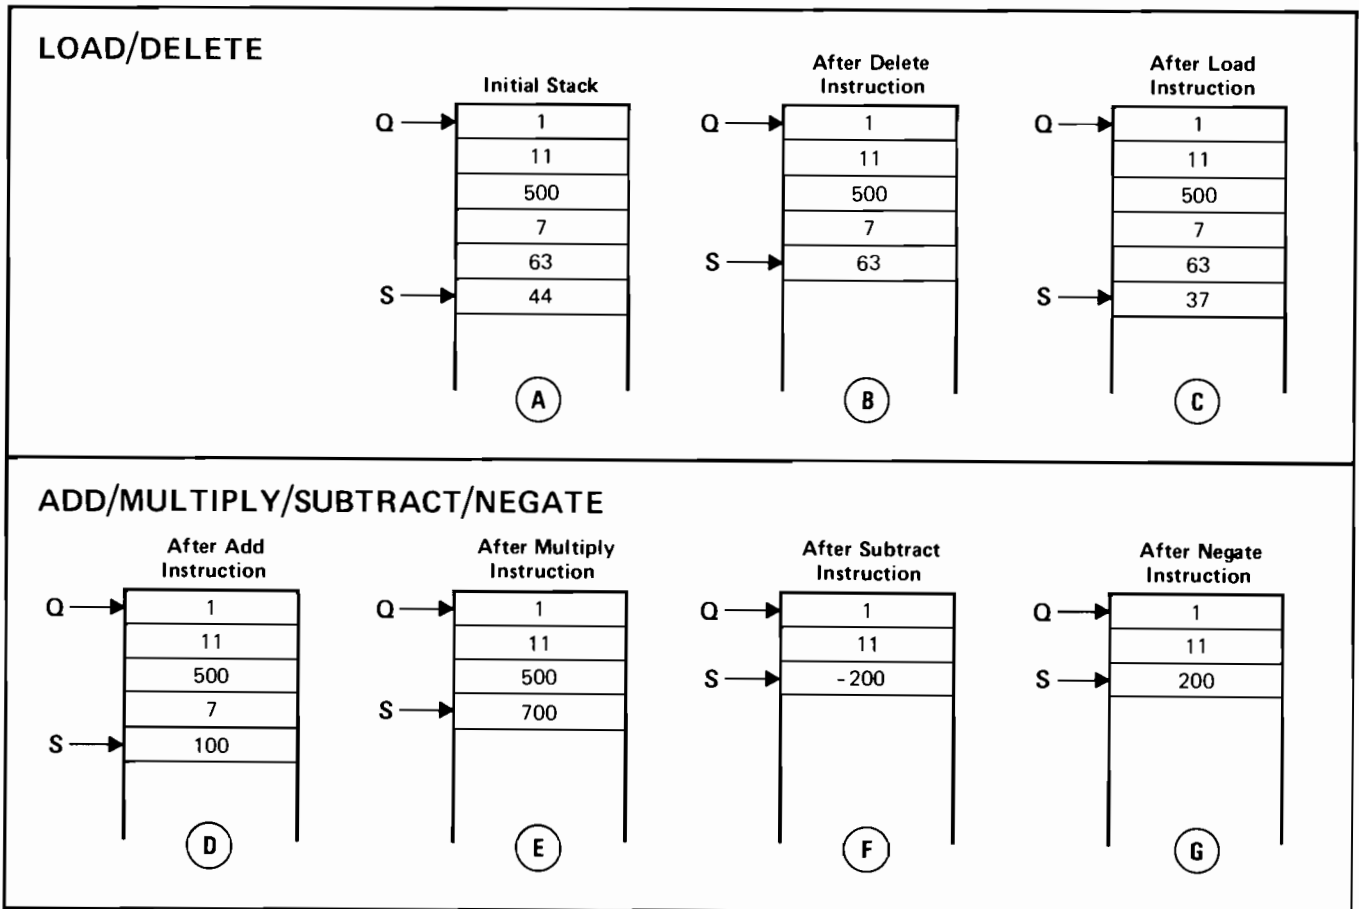 LOAD/DELETE
Initial Stack
Q
1
11
500
7
63
S
44
A
After Delete
Instruction
Q
1
11
500
7
S
63
B
After Load
Instruction
Q
1
11
500
7
63
S
37
C
ADD/MULTIPLY/SUBTRACT/NEGATE
After Add
Instruction
Q
1
11
500
7
S
100
D
After Multiply
Instruction
Q
1
11
500
S
700
E
After Subtract
Instruction
Q
1
11
S
-200
F
After Negate
Instruction
Q
1
11
S
200
G